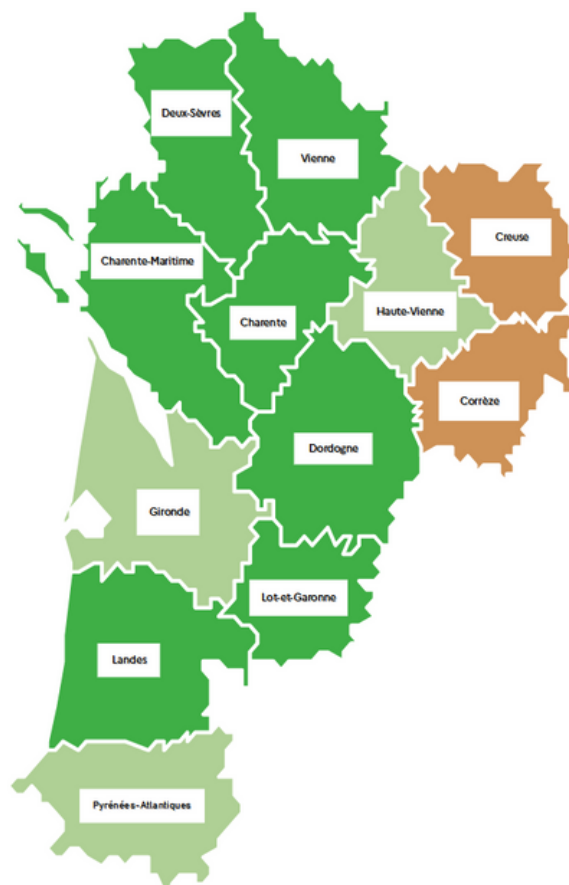 Deux-Sèvres
Vienne
Creuse
Charente-Maritime
Charente
Haute-Vienne
Corrèze
Dordogne
Gironde
Lot-et-Garonne
Landes
Pyrénées-Atlantiques